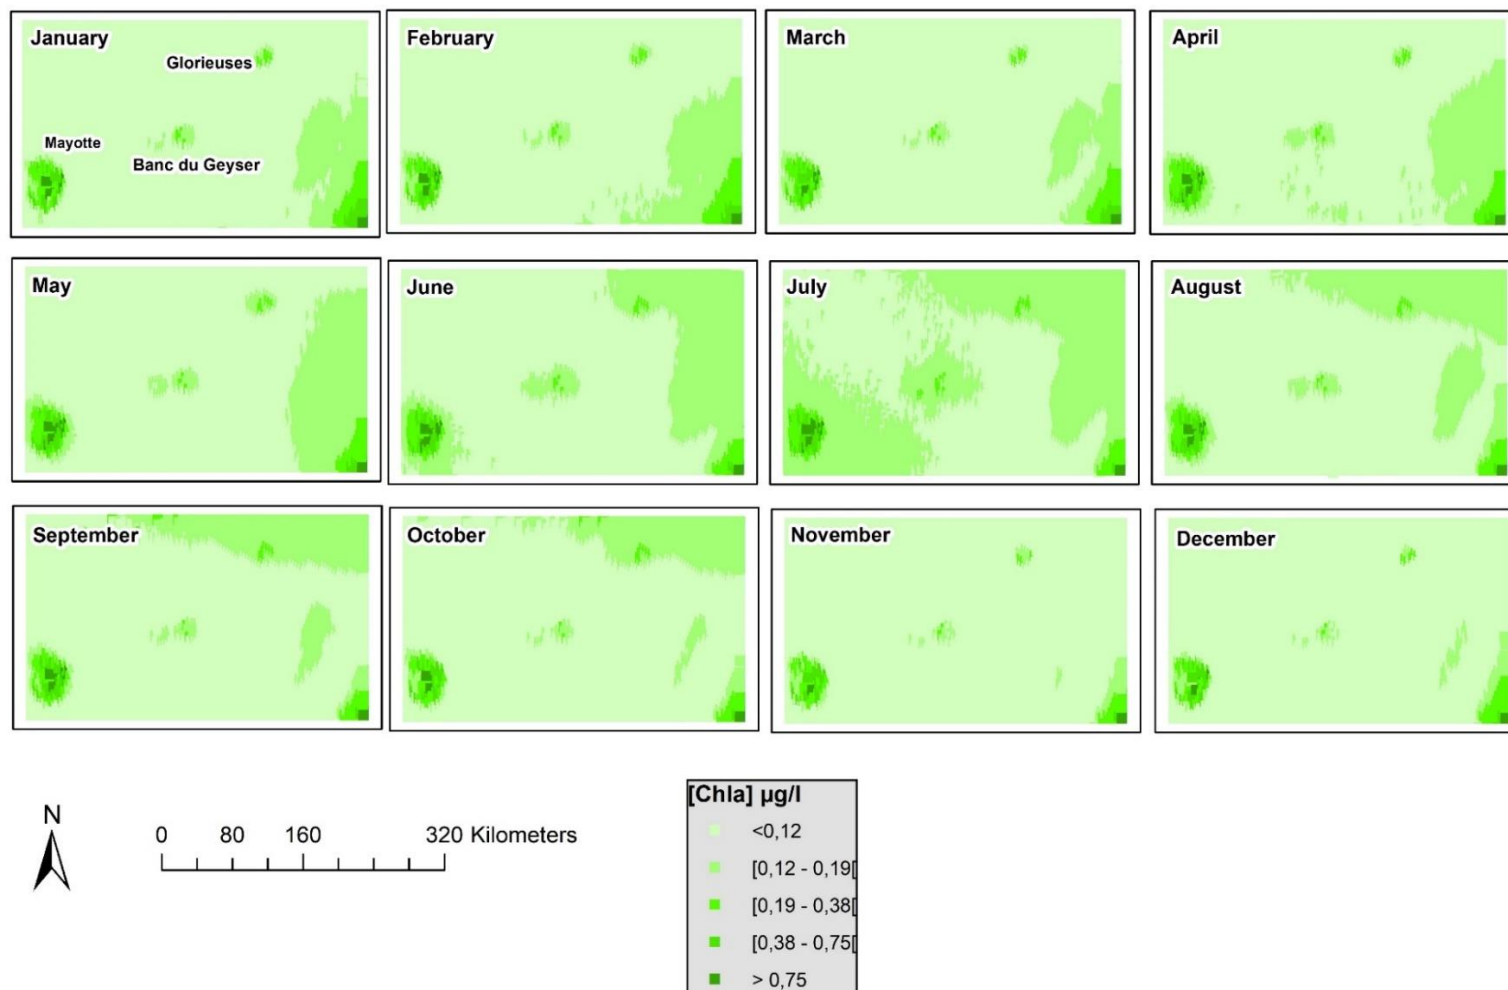 January
Glorieuses
Mayotte
Banc du Geyser
February
March
April
May
June
July
August
September
October
November
December
N
0 80 160 320 Kilometers
[Chla] µg/l
<0,12
[0,12 - 0,19[
[0,19 - 0,38[
[0,38 - 0,75[
> 0,75